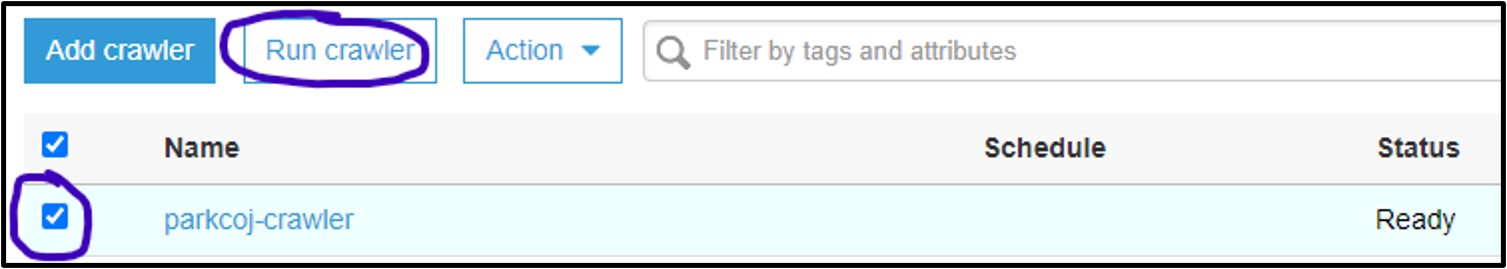 Add crawler Run crawler Action Filter by tags and attributes
Name Schedule Status
parkcoj-crawler Ready